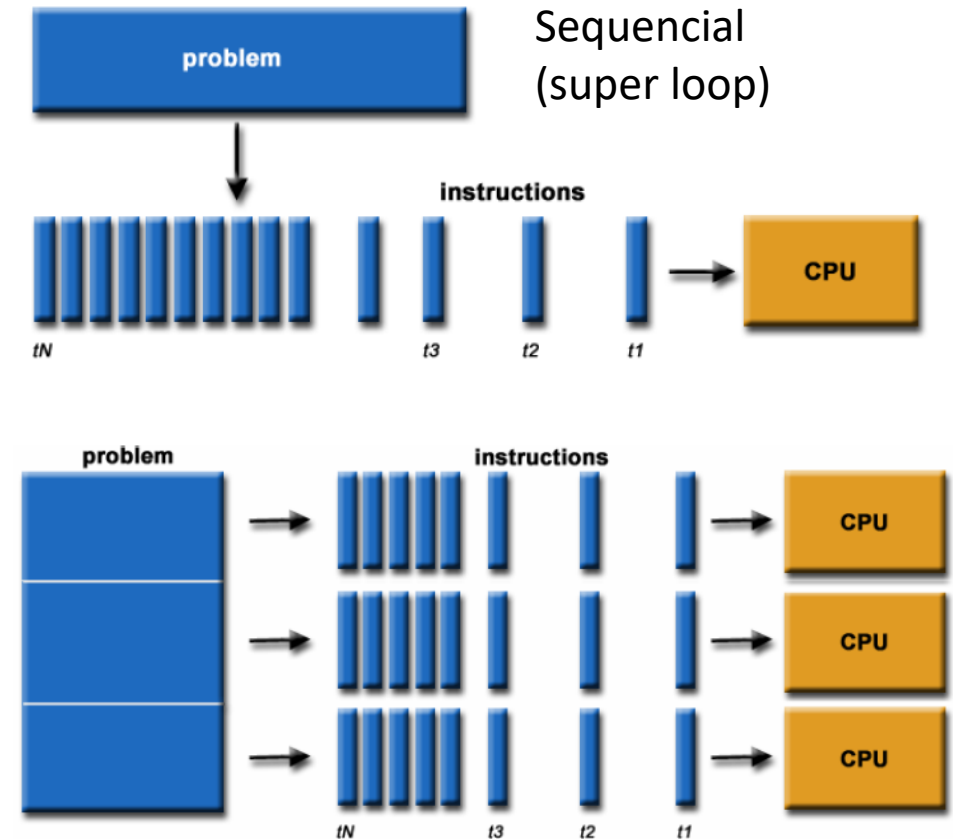 Sequencial
(super loop)
problem
instructions
CPU
tN t3 t2 t1
problem instructions
CPU
CPU
CPU
tN t3 t2 t1